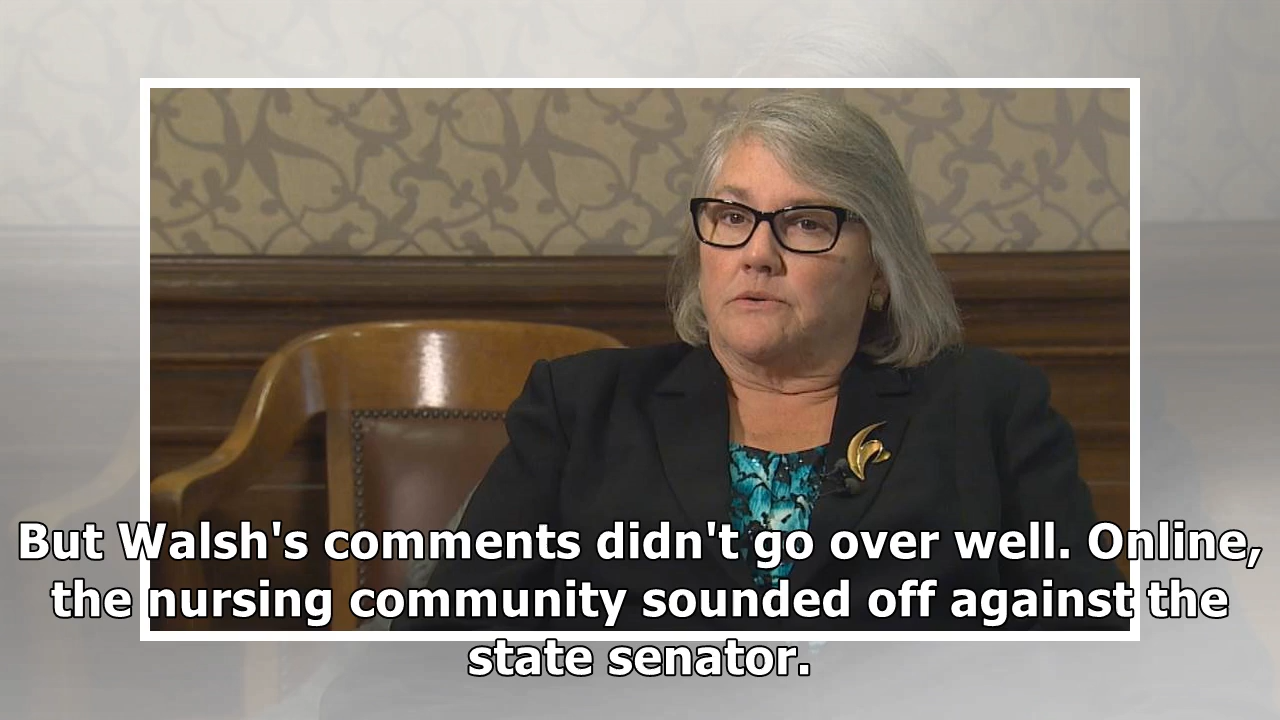 But Walsh's comments didn't go over well. Online,
the nursing community sounded off against the
state senator.